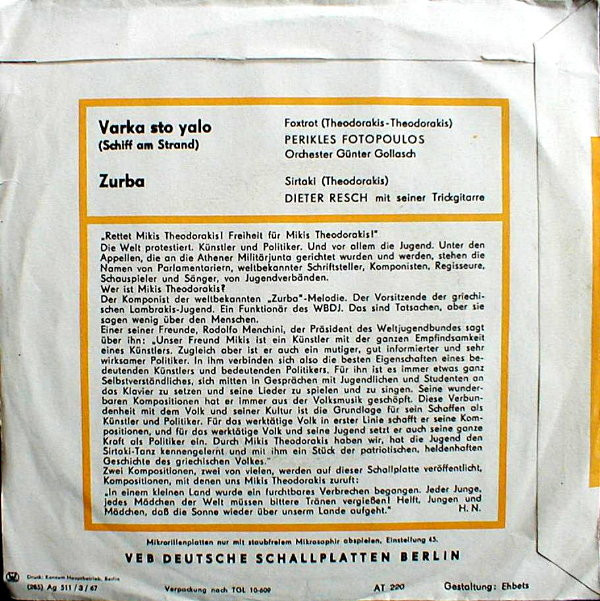 Varka sto yalo
(Schiff am Strand)
Foxtrot (Theodorakis-Theodorakis)
PERIKLES FOTOPOULOS
Orchester Günter Gollasch
Zurba
Sirtaki (Theodorakis)
DIETER RESCH mit seiner Trickgitarre
„Rettet Mikis Theodorakis! Freiheit für Mikis Theodorakis!"
Die Welt protestiert. Künstler und Politiker. Und vor allem die Jugend. Unter den
Appellen, die an die Athener Militärjunta gerichtet wurden und werden, stehen die
Namen von Parlamentariern, weltbekannter Schriftsteller, Komponisten, Regisseure,
Schauspieler und Sänger, von Jugendverbänden.
Wer ist Mikis Theodorakis?
Der Komponist der weltbekannten „Zurba"-Melodie. Der Vorsitzende der griechi-
schen Lambrakis-Jugend. Ein Funktionär des WBDJ. Das sind Tatsachen, aber sie
sagen wenig über den Menschen.
Einer seiner Freunde, Rodolfo Menchini, der Präsident des Weltjugendbundes sagt
über ihn: „Unser Freund Mikis ist ein Künstler mit der ganzen Empfindsamkeit
eines Künstlers. Zugleich aber ist er auch ein mutiger, gut informierter und sehr
wirksamer Politiker. In ihm verbinden sich also die besten Eigenschaften eines be-
deutenden Künstlers und bedeutenden Politikers. Für ihn ist es immer etwas ganz
Selbstverständliches, sich mitten in Gesprächen mit Jugendlichen und Studenten an
das Klavier zu setzen und seine Lieder zu spielen und zu singen. Seine wunder-
baren Kompositionen hat er immer aus der Volksmusik geschöpft. Diese Verbun-
denheit mit dem Volk und seiner Kultur ist die Grundlage für sein Schaffen als
Künstler und Politiker. Für das werktätige Volk in erster Linie schafft er seine Kom-
positionen, und für das werktätige Volk und seine Jugend setzt er auch seine ganze
Kraft als Politiker ein. Durch Mikis Theodorakis haben wir, hat die Jugend den
Sirtaki-Tanz kennengelernt und mit ihm ein Stück der patriotischen, heldenhaften
Geschichte des griechischen Volkes."
Zwei Kompositionen, zwei von vielen, werden auf dieser Schallplatte veröffentlicht,
Kompositionen, mit denen uns Mikis Theodorakis zuruft:
„In einem kleinen Land wurde ein furchtbares Verbrechen begangen. Jeder Junge,
jedes Mädchen der Welt müssen bittere Tränen vergießen! Helft, Jungen und
Mädchen, daß die Sonne wieder über unserem Lande aufgeht." H. N.
Mikrorillenplatten nur mit staubfreiem Mikrosaphir abspielen, Einstellung 45.
VEB DEUTSCHE SCHALLPLATTEN BERLIN
Druck: Konsum Hauptbetrieb, Berlin
(285) Ag 511/3/67
Verpackung nach TGL 10-609
AT 220
Gestaltung: Ehbets